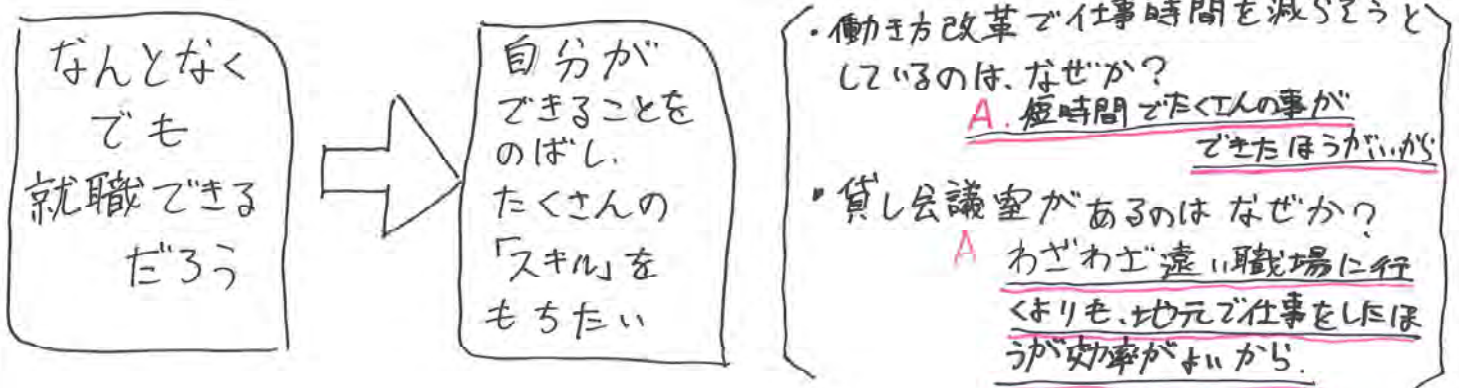 なんとなく
でも
就職できる
だろう
自分が
できることを
のばし、
たくさんの
「スキル」を
もちたい
・働き方改革で仕事時間を減らそうと
しているのは、なぜか?
A. 短時間でたくさんの事が
できたほうがいいから
・貸し会議室があるのはなぜか?
A
わざわざ遠い職場に行
くよりも、地元で仕事をしたほ
うが効率がよいから.